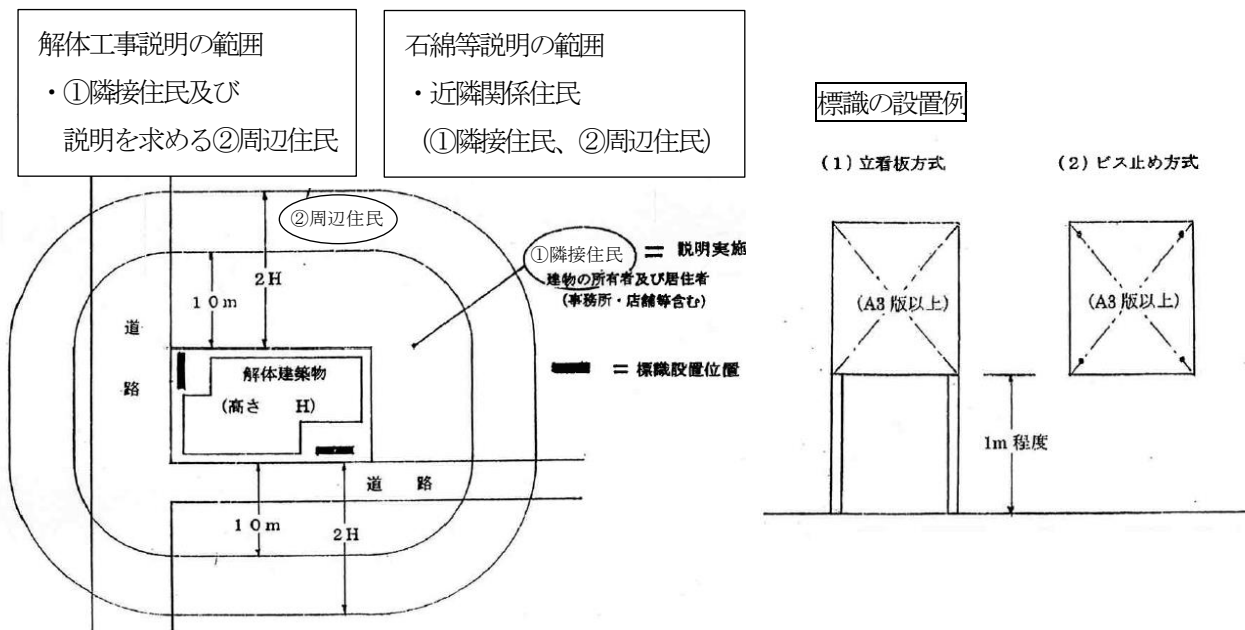 解体工事説明の範囲
・①隣接住民及び
説明を求める②周辺住民
石綿等説明の範囲
・近隣関係住民
(①隣接住民、②周辺住民)
標識の設置例
(1)立看板方式
(2)ビス止め方式
②周辺住民
①隣接住民 = 説明実施
建物の所有者及び居住者
(事務所・店舗等含む)
2H
10m
道
路
解体建築物
(高さ H)
= 標識設置位置
道 路
10m
2H
(A3版以上)
(A3版以上)
1m程度